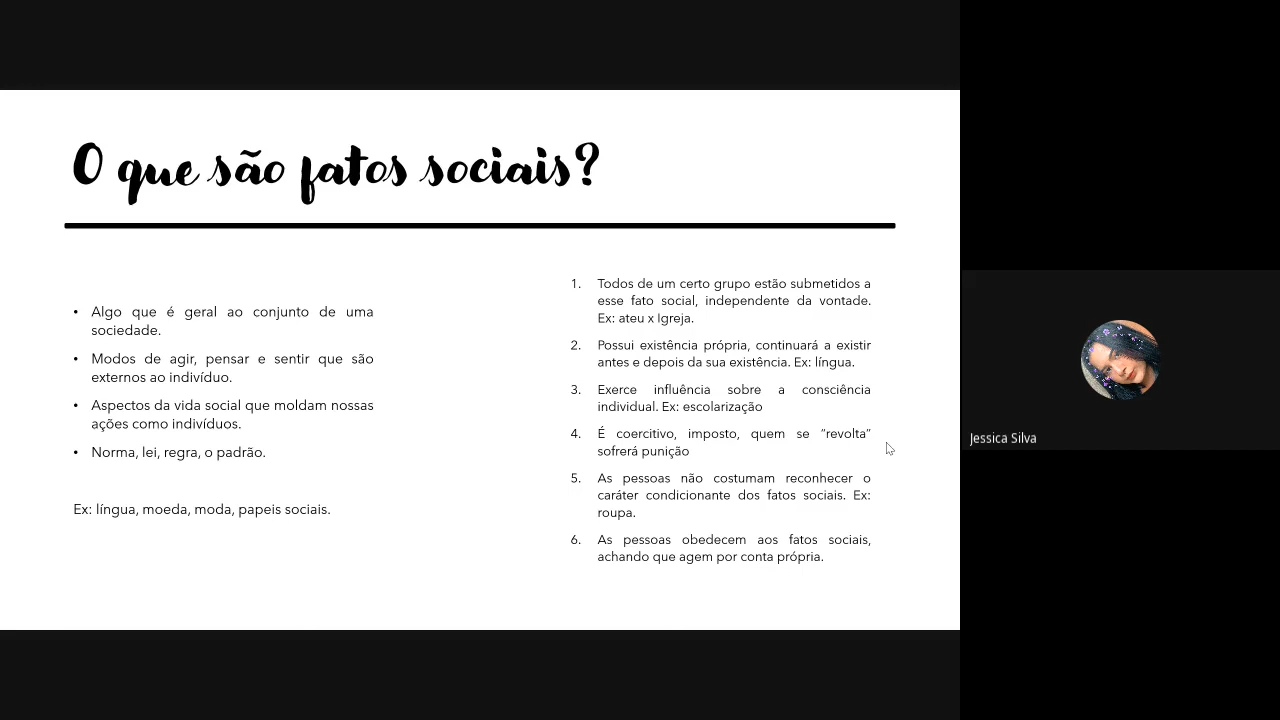 O que são fatos sociais?
• Algo que é geral ao conjunto de uma
sociedade.
• Modos de agir, pensar e sentir que são
externos ao indivíduo.
• Aspectos da vida social que moldam nossas
ações como indivíduos.
• Norma, lei, regra, o padrão.
Ex: língua, moeda, moda, papeis sociais.
1. Todos de um certo grupo estão submetidos a
esse fato social, independente da vontade.
Ex: ateu x Igreja.
2. Possui existência própria, continuará a existir
antes e depois da sua existência. Ex: língua.
3. Exerce influência sobre a consciência
individual. Ex: escolarização
4. É coercitivo, imposto, quem se “revolta”
sofrerá punição
5. As pessoas não costumam reconhecer o
caráter condicionante dos fatos sociais. Ex:
roupa.
6. As pessoas obedecem aos fatos sociais,
achando que agem por conta própria.
Jessica Silva